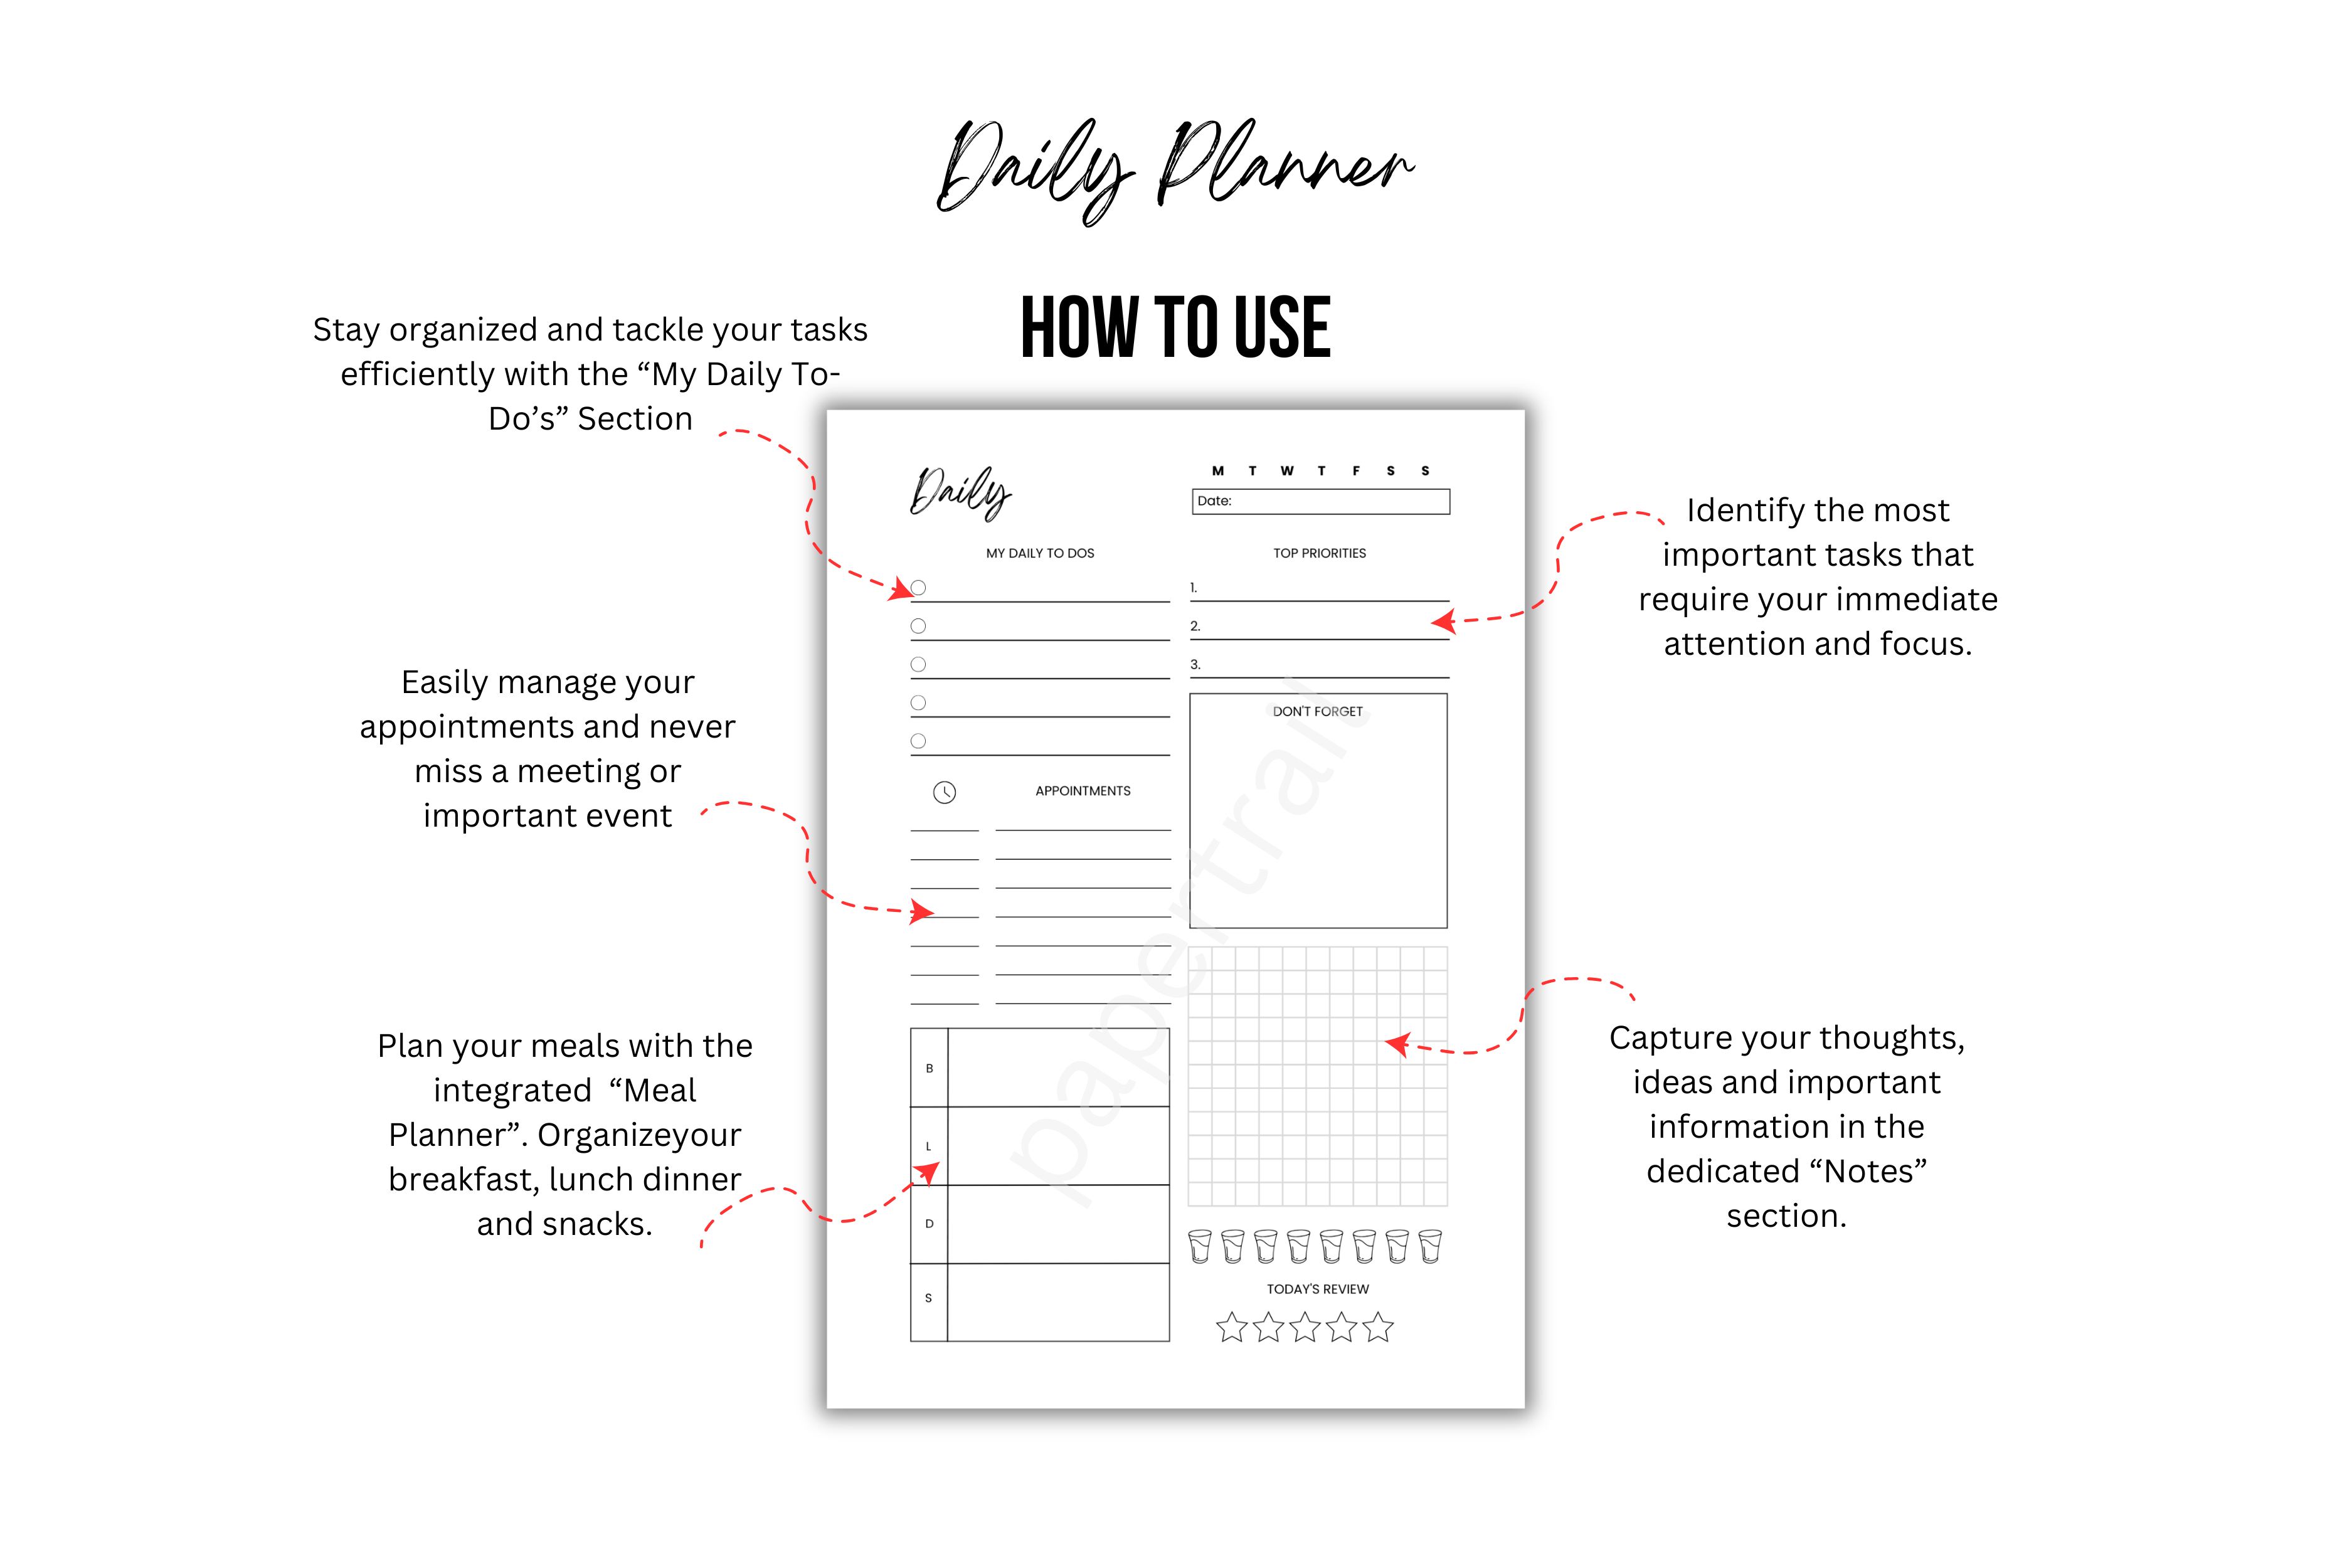 Daily Planner
HOW TO USE
Stay organized and tackle your tasks
efficiently with the “My Daily To-
Do’s” Section
Easily manage your
appointments and never
miss a meeting or
important event
Plan your meals with the
integrated “Meal
Planner”. Organizeyour
breakfast, lunch dinner
and snacks.
Daily
M T W T F S S
Date:
MY DAILY TO DOS
TOP PRIORITIES
1.
2.
3.
DON'T FORGET
APPOINTMENTS
B
L
D
S
TODAY'S REVIEW
papertrail
Identify the most
important tasks that
require your immediate
attention and focus.
Capture your thoughts,
ideas and important
information in the
dedicated “Notes”
section.